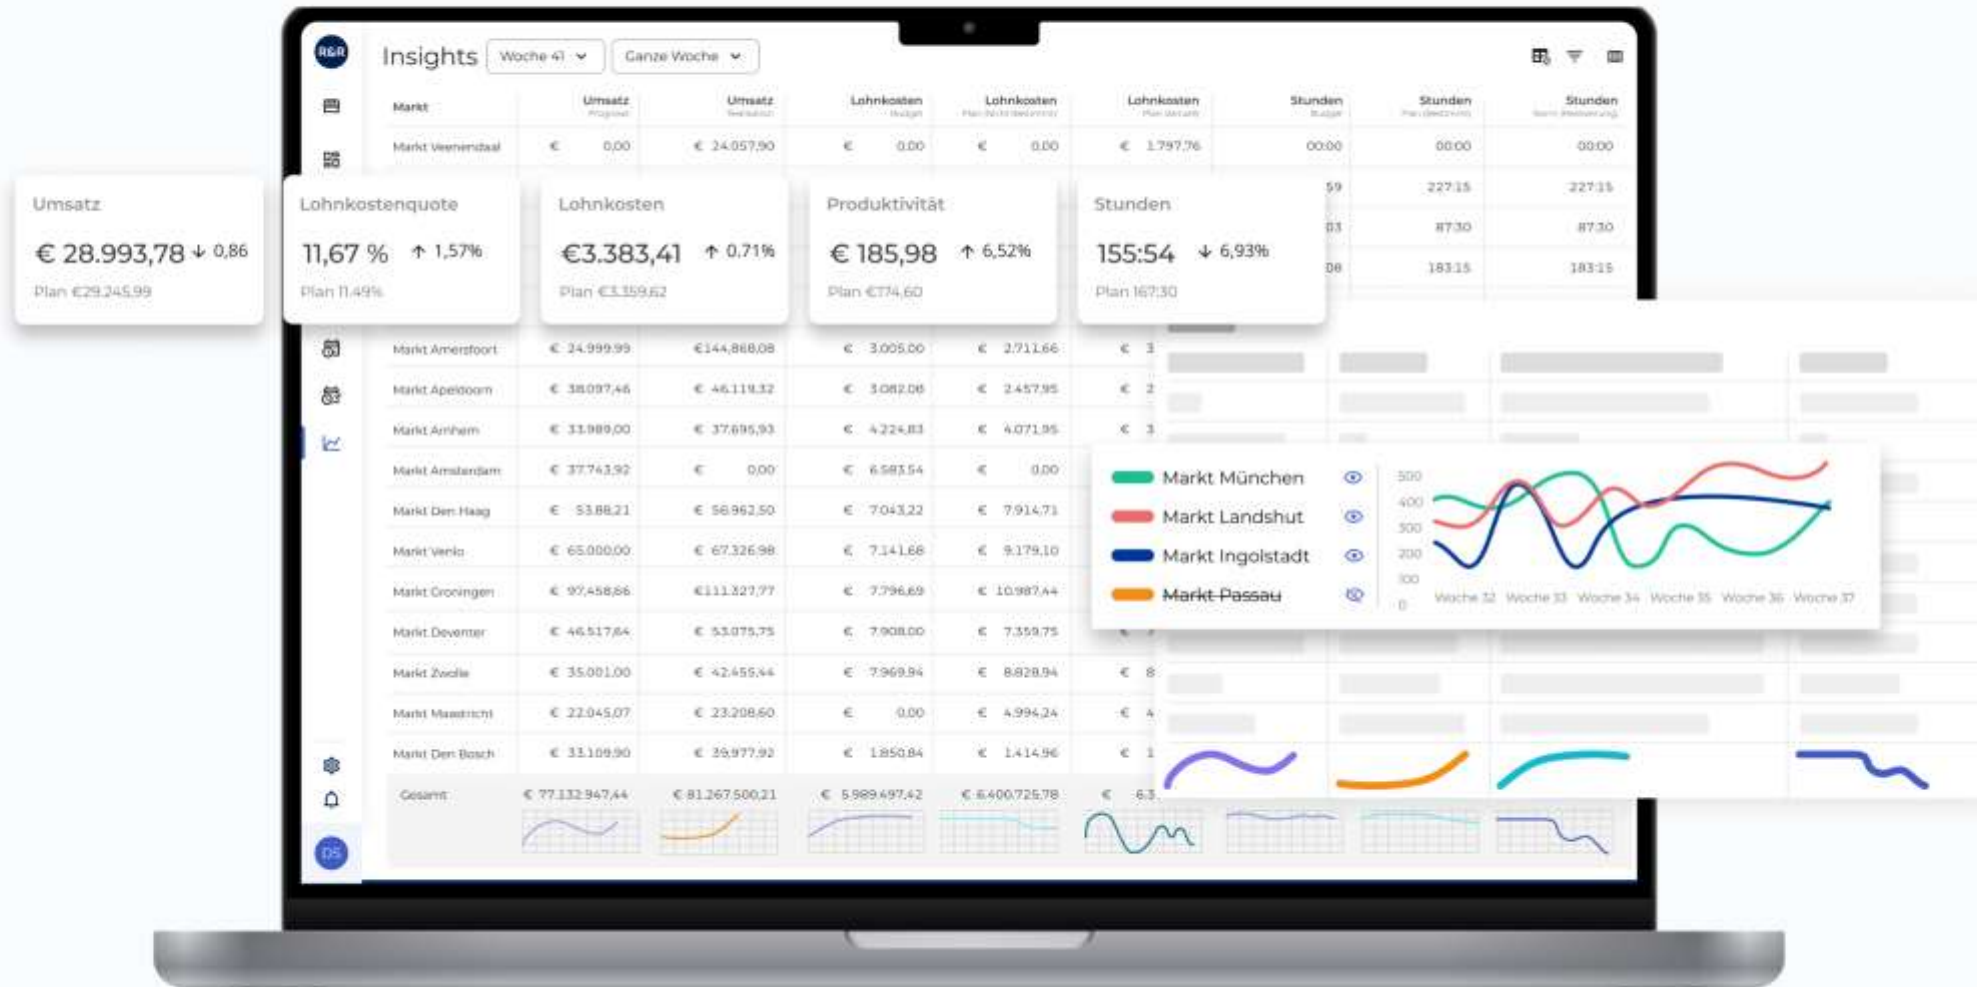 R&R
Insights Woche 41 Ganze Woche
Markt Umsatz Umsatz Lohnkosten Lohnkosten Lohnkosten Stunden Stunden Stunden
Prognose Budget Budget
Markt Veenendaal € 0,00 € 24.057,90 € 0,00 € 0,00 € 1.797,76 00:00 00:00 00:00
59 227:15 227:15
03 87:30 87:30
08 183:15 183:15
Umsatz
€ 28.993,78 ↓ 0,86
Plan €29.245,99
Lohnkostenquote
11,67 % ↑ 1,57%
Plan 11.49%
Lohnkosten
€3.383,41 ↑ 0.71%
Plan €3.359,62
Produktivität
€ 185,98 ↑ 6,52%
Plan €174,60
Stunden
155:54 ↓ 6,93%
Plan 167:30
Markt Amersfoort € 24.999.99 €144,868,08 € 3.005,00 € 2.711,66 € 3
Markt Apeldoorn € 38.097,46 € 46.119,32 € 3.082,08 € 2.457,95 € 2
Markt Arnhem € 33.989,00 € 37.695,93 € 4.224,83 € 4.071,95 € 3
Markt Amsterdam € 37.743,92 € 0,00 € 6.583.54 € 0,00
Markt Den Haag € 53.88,21 € 56.962,50 € 7.043,22 € 7.914,71
Markt Venlo € 65.000,00 € 67.326.98 € 7.141,68 € 9.179,10
Markt Groningen € 97,458,66 €111.327,77 € 7.796,69 € 10.987,44
Markt Deventer € 46.517,64 € 53.075,75 € 7.908,00 € 7.359,75
Markt Zwolle € 35.001,00 € 42.455,44 € 7.969,94 € 8.828,94 € 8
Markt Maastricht € 22.045,07 € 23.208,60 € 0,00 € 4.994,24 € 4
Markt Den Bosch € 33.109,90 € 39,977,92 € 1.850,84 € 1.414,96 € 1
Gesamt € 77.132.947,44 € 81.267.500,21 € 5.989.497,42 € 6.400.725,78 € 6.3
DS
Markt München
Markt Landshut
Markt Ingolstadt
Markt Passau
500
400
300
200
100
0
Woche 32 Woche 33 Woche 34 Woche 35 Woche 36 Woche 37